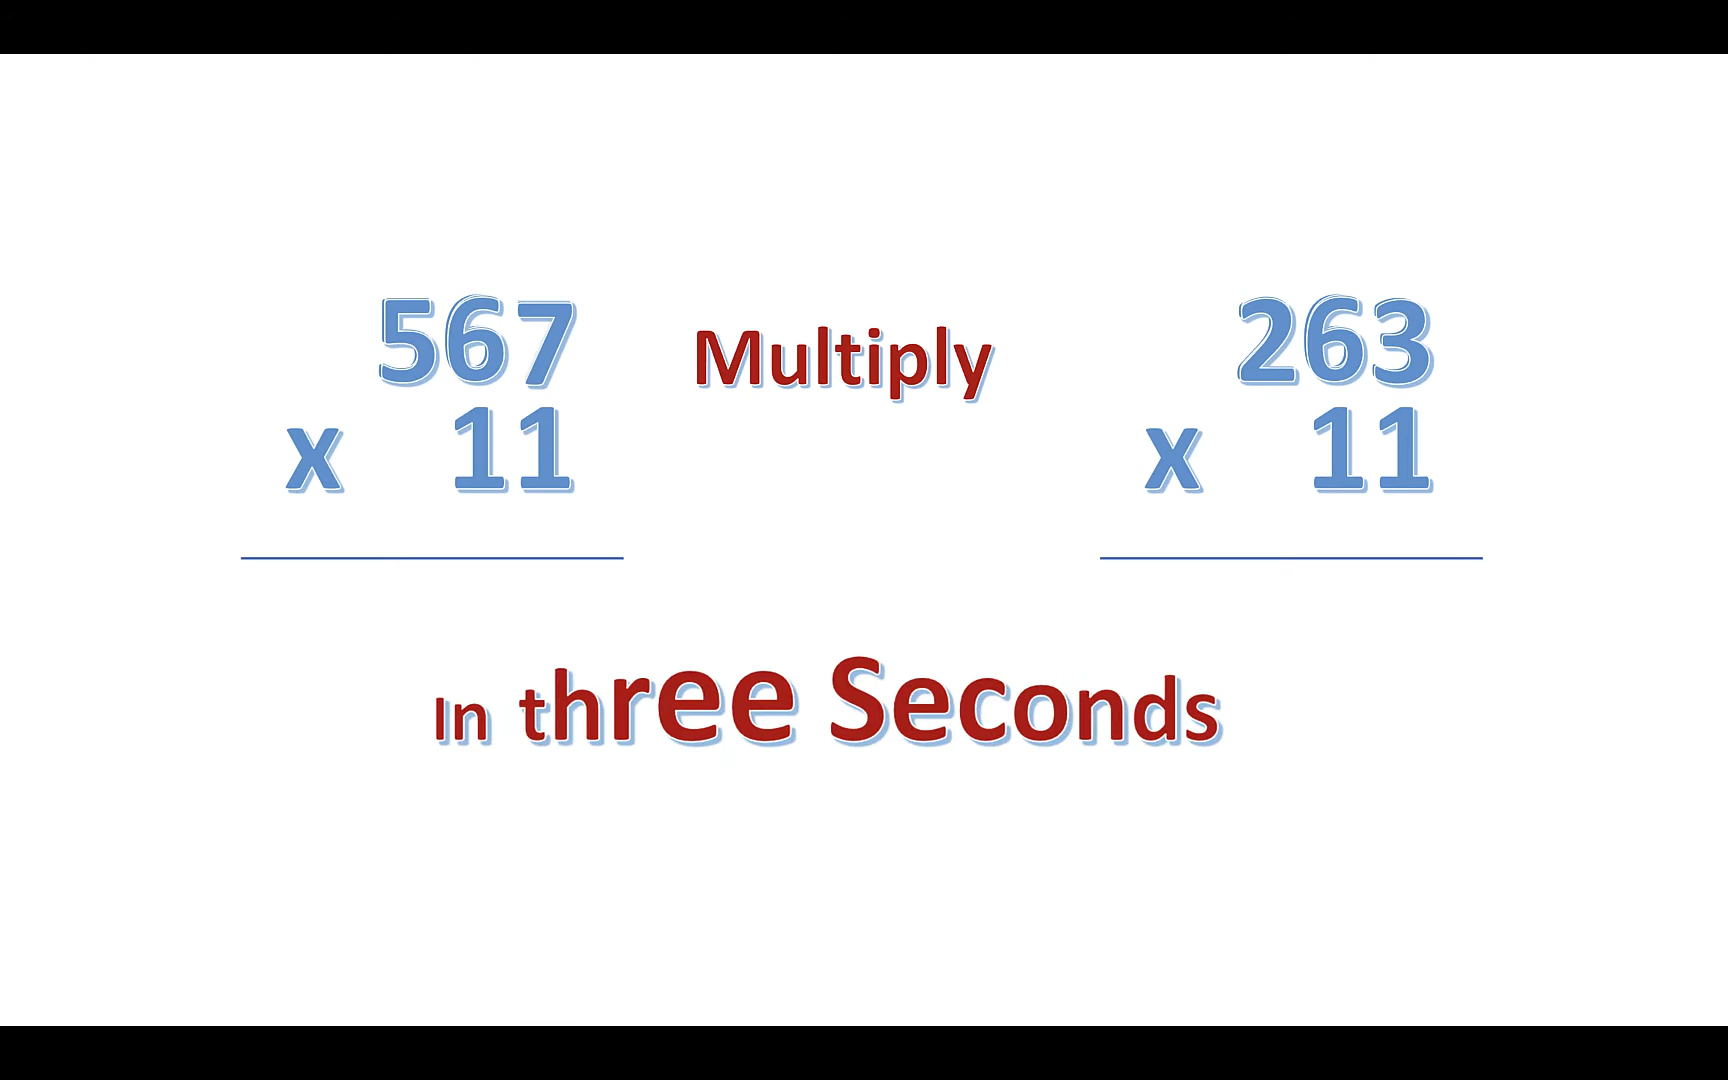 567
x 11
Multiply
263
x 11
In three Seconds